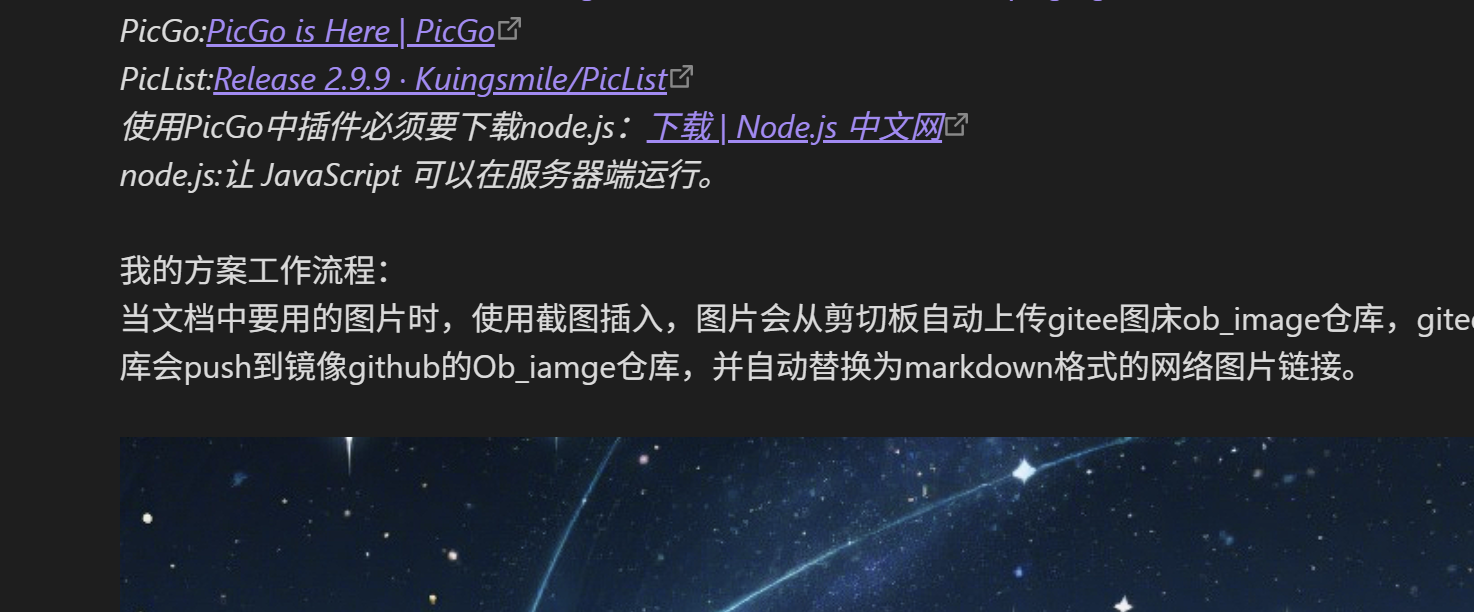 PicGo:PicGo is Here | PicGo
PicList:Release 2.9.9 · Kuingsmile/PicList
使用PicGo中插件必须要下载node.js：下载 | Node.js 中文网
node.js:让 JavaScript 可以在服务器端运行。
我的方案工作流程：
当文档中要用的图片时，使用截图插入，图片会从剪切板自动上传gitee图床ob_image仓库，
库会push到镜像github的Ob_iamge仓库，并自动替换为markdown格式的网络图片链接。